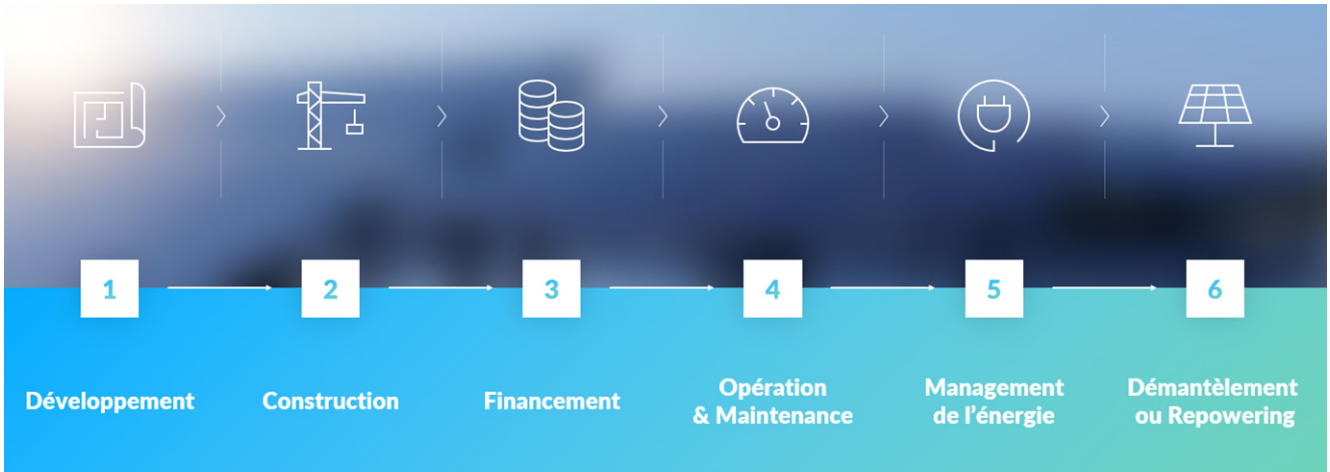 1
2
3
4
5
6
Développement
Construction
Financement
Opération
& Maintenance
Management
de l'énergie
Démantèlement
ou Repowering